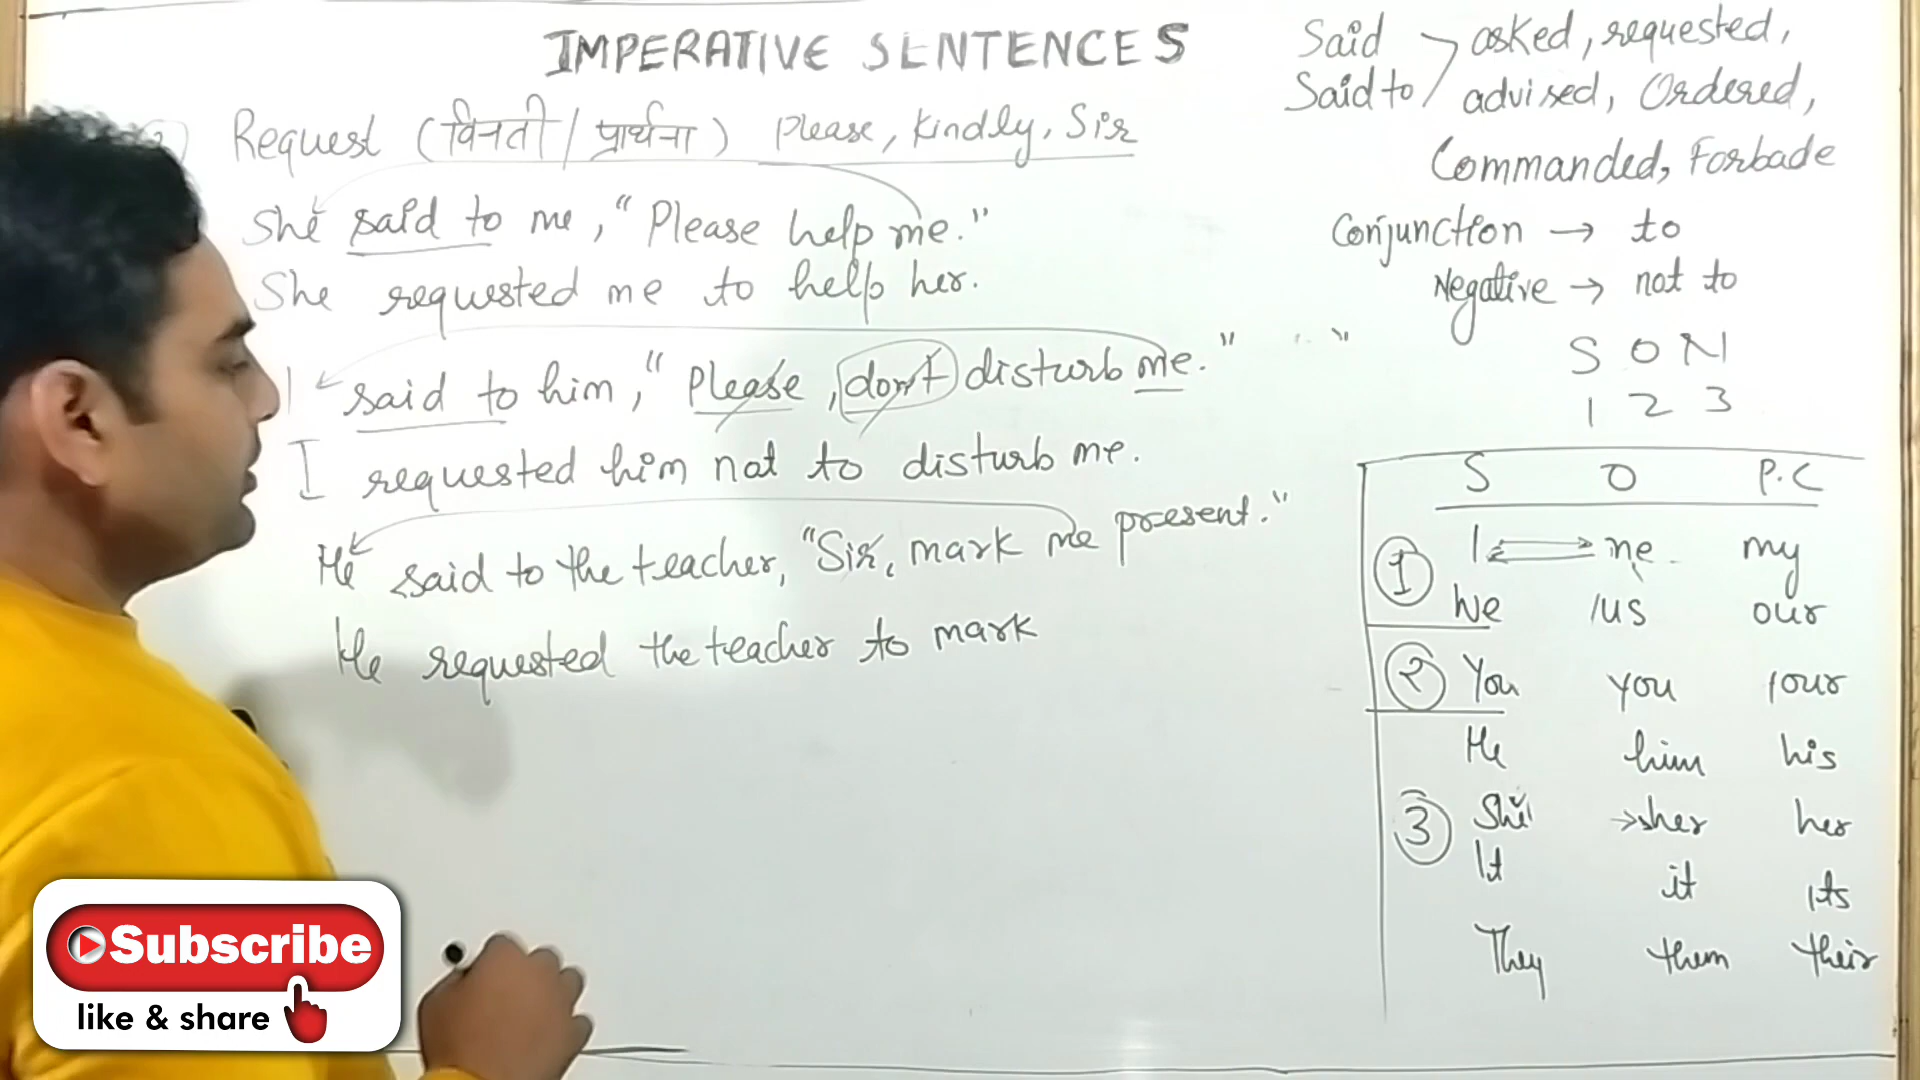 IMPERATIVE SENTENCES
Request (विनती / प्रार्थना) Please, Kindly, Sir
She said to me, "Please help me."
She requested me to help her.
I said to him, "Please, don't disturb me."
I requested him not to disturb me.
He said to the teacher, "Sir, mark me present."
He requested the teacher to mark
Said
Said to
asked, requested,
advised, Ordered,
Commanded, Forbade
Conjunction → to
Negative → not to
S O N
1 2 3
S O P.C
1 I me my
We us our
2 You you your
He him his
3 She her her
It it its
They them their
Subscribe
like & share